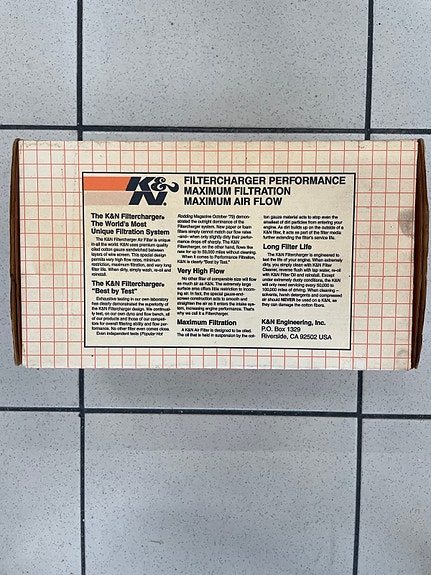 K&N
FILTERCHARGER PERFORMANCE
MAXIMUM FILTRATION
MAXIMUM AIR FLOW
The K&N Filtercharger®
The World's Most
Unique Filtration System
The K&N Filtercharger Air Filter is unique
in all the world. K&N uses premium quality
oiled cotton gauze sandwiched between
layers of wire screen. This special design
permits very high flow rates, minimum
restriction, maximum filtration, and very long
filter life. When dirty, simply wash, re-oil and
reinstall.
The K&N Filtercharger®
"Best by Test"
Exhaustive testing in our own laboratory
has clearly demonstrated the superiority of
the K&N Filtercharger design. We continual-
ly test, on our own dyno and flow bench, all
of our products and those of our competi-
tors for overall filtering ability and flow per-
formance. No other filter even comes close.
Even independent tests (Popular Hot
Rodding Magazine October '79) demon-
strated the outright dominance of the
Filtercharger system. New paper or foam
filters simply cannot match our flow rates
-and- when only slightly dirty their perfor-
mance drops off sharply. The K&N
Filtercharger, on the other hand, flows like
new for up to 50,000 miles without cleaning.
When it comes to Performance Filtration,
K&N is clearly "Best by Test."
Very High Flow
No other filter of comparable size will flow
as much air as K&N. The extremely large
surface area offers little restriction to incom-
ing air. In fact, the special gauze-and-
screen construction acts to smooth and
straighten the air as it enters the intake sys-
tem, increasing engine performance. That's
why we call it a Filtercharger.
Maximum Filtration
A K&N Air Filter is designed to be oiled.
The oil that is held in suspension by the cot-
ton gauze material acts to stop even the
smallest of dirt particles from entering your
engine. As dirt builds up on the outside of a
K&N filter, it acts as part of the filter media
further extending the filter's service life.
Long Filter Life
The K&N Filtercharger is engineered to
last the life of your engine. When extremely
dirty, you simply clean with K&N Filter
Cleaner, reverse flush with tap water, re-oil
with K&N Filter Oil and reinstall. Except
under extremely dusty conditions, the K&N
will only need servicing every 50,000 to
100,000 miles of driving. When cleaning –
solvents, harsh detergents and compressed
air should NEVER be used on a K&N, as
they can damage the cotton fibers.
K&N Engineering, Inc.
P.O. Box 1329
Riverside, CA 92502 USA